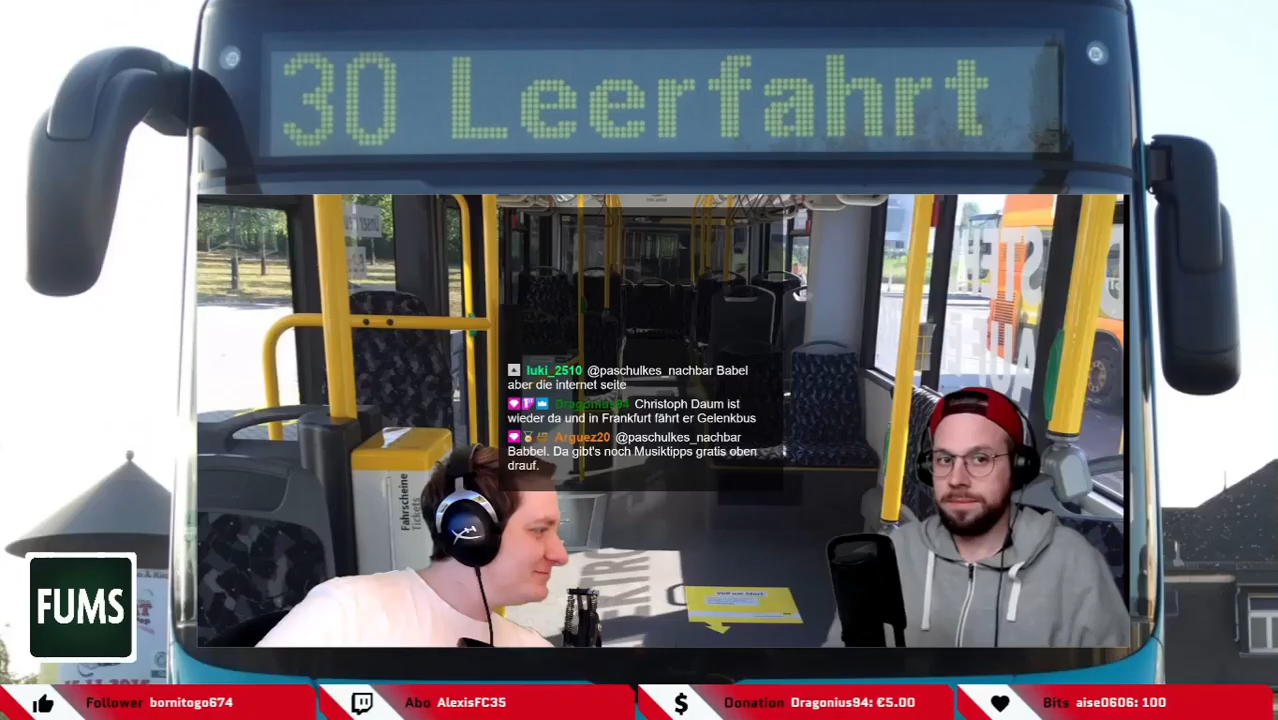 30 Leerfahrt
luki_2510 @paschulkes_nachbar Babel
aber die internet seite
Dragonius94 Christoph Daum ist
wieder da und in Frankfurt fährt er Gelenkbus
Arguez20 @paschulkes_nachbar
Babbel. Da gibt's noch Musiktipps gratis oben
drauf.
Fahrscheine
Tickets
FUMS
Follower bornitogo674
Abo AlexisFC35
Donation Dragonius94: €5.00
Bits aise0606: 100